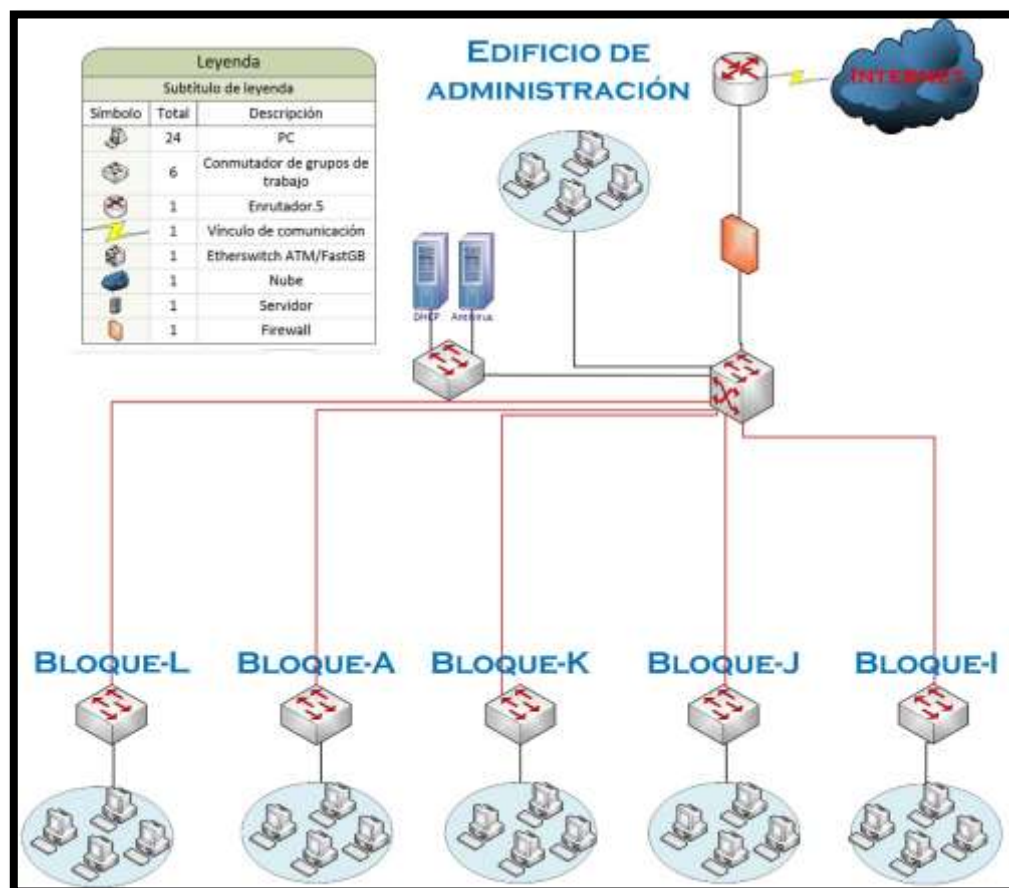 Leyenda
Subtítulo de leyenda
Símbolo Total Descripción
24 PC
6 Conmutador de grupos de
trabajo
1 Enrutador.5
1 Vínculo de comunicación
1 Etherswitch ATM/FastGB
1 Nube
1 Servidor
1 Firewall
EDIFICIO DE
ADMINISTRACIÓN
INTERNET
DHCP Antivirus
BLOQUE-L BLOQUE-A BLOQUE-K BLOQUE-J BLOQUE-I